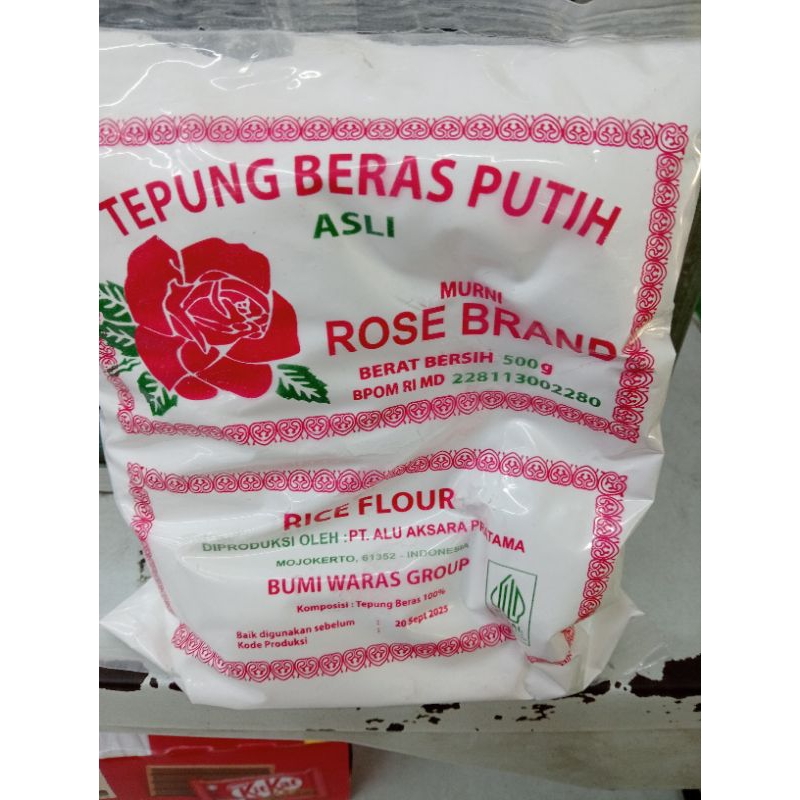 TEPUNG BERAS PUTIH
ASLI
MURNI
ROSE BRAND
BERAT BERSIH 500 g
BPOM RI MD 228113002280
RICE FLOUR
DIPRODUKSI OLEH : PT. ALU AKSARA PRATAMA
MOJOKERTO, 61352 - INDONESIA
BUMI WARAS GROUP
Komposisi : Tepung Beras 100%
Baik digunakan sebelum : 20 Sept 2025
Kode Produksi :
KitKat